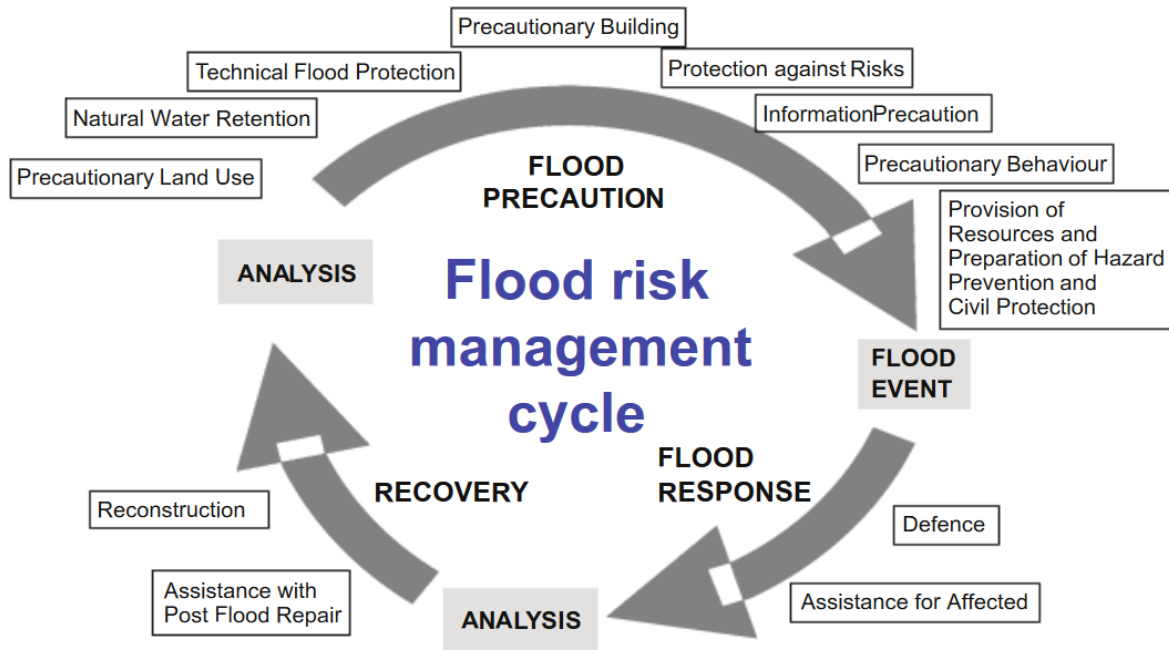 Precautionary Building
Technical Flood Protection
Protection against Risks
Natural Water Retention
InformationPrecaution
Precautionary Land Use
Precautionary Behaviour
FLOOD
PRECAUTION
Provision of
Resources and
Preparation of Hazard
Prevention and
Civil Protection
ANALYSIS
Flood risk
management
cycle
FLOOD
EVENT
RECOVERY
FLOOD
RESPONSE
Reconstruction
Defence
Assistance with
Post Flood Repair
ANALYSIS
Assistance for Affected